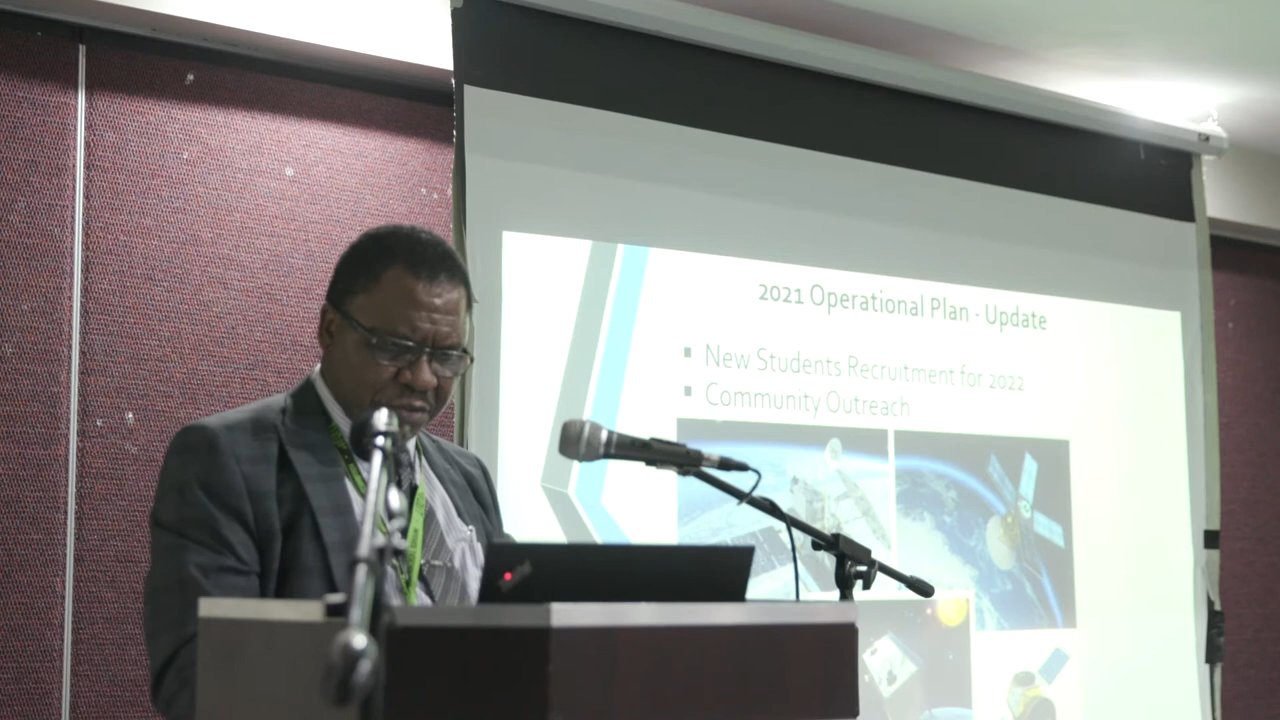 2021 Operational Plan - Update
New Students Recruitment for 2022
Community Outreach